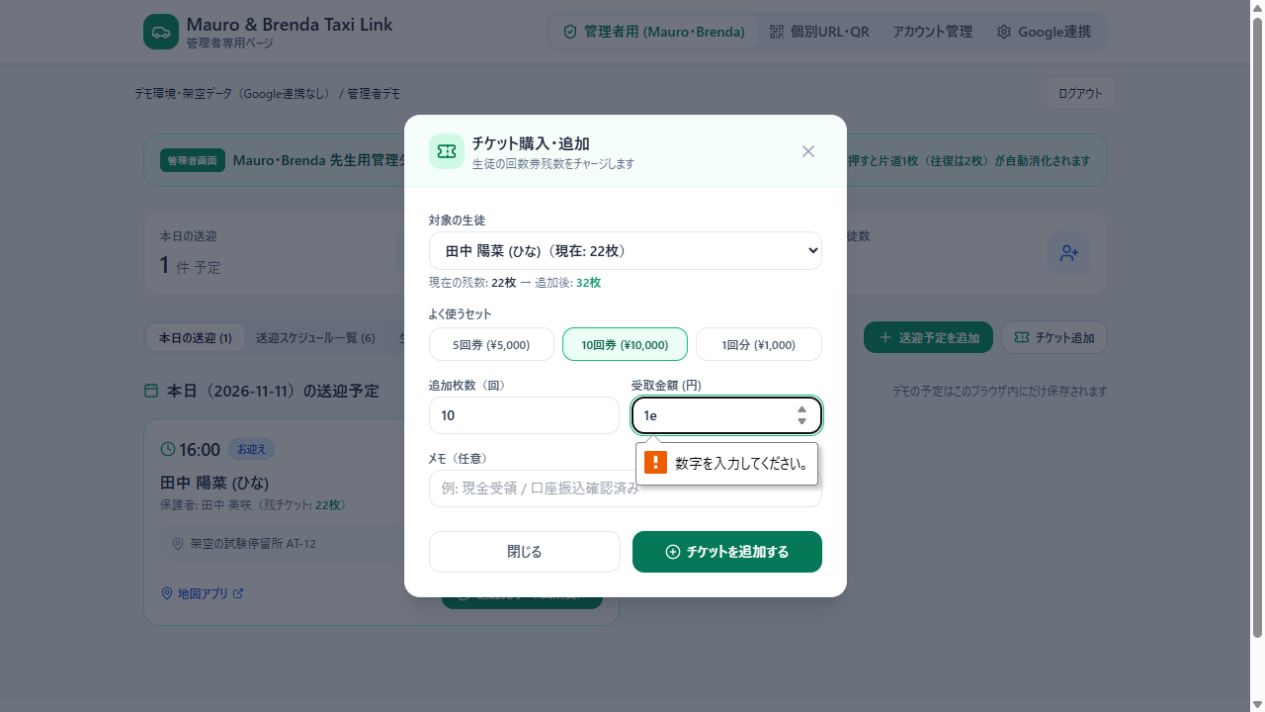 Mauro & Brenda Taxi Link
管理者専用ページ
管理者用 (Mauro・Brenda)
個別URL・QR
アカウント管理
Google連携
デモ環境・架空データ（Google連携なし） / 管理者デモ
ログアウト
管理者画面 Mauro・Brenda 先生用管理
押すと片道1枚（往復は2枚）が自動消化されます
本日の送迎
1 件 予定
徒数
本日の送迎 (1)
送迎スケジュール一覧 (6)
＋ 送迎予定を追加
チケット追加
本日（2026-11-11）の送迎予定
デモの予定はこのブラウザ内にだけ保存されます
16:00 お迎え
田中 陽菜 (ひな)
保護者: 田中 美咲（残チケット: 22枚）
架空の試験停留所 AT-12
地図アプリ
チケット購入・追加
生徒の回数券残数をチャージします
対象の生徒
田中 陽菜 (ひな)（現在: 22枚）
現在の残数: 22枚 → 追加後: 32枚
よく使うセット
5回券 (¥5,000)
10回券 (¥10,000)
1回分 (¥1,000)
追加枚数（回）
受取金額 (円)
10
1e
数字を入力してください。
メモ（任意）
例: 現金受領 / 口座振込確認済み
閉じる
チケットを追加する